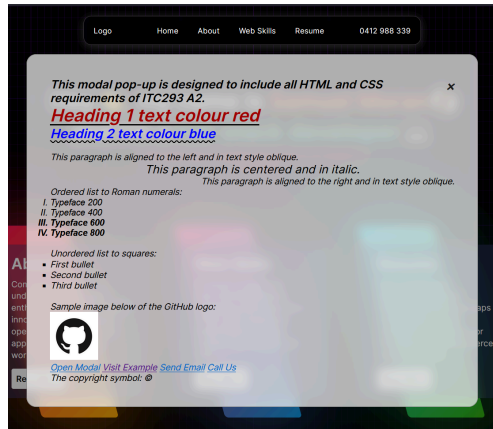 Logo Home About Web Skills Resume 0412 988 339
This modal pop-up is designed to include all HTML and CSS
requirements of ITC293 A2.
×
Heading 1 text colour red
Heading 2 text colour blue
This paragraph is aligned to the left and in text style oblique.
This paragraph is centered and in italic.
This paragraph is aligned to the right and in text style oblique.
Ordered list to Roman numerals:
I. Typeface 200
II. Typeface 400
III. Typeface 600
IV. Typeface 800
Unordered list to squares:
▪ First bullet
▪ Second bullet
▪ Third bullet
Sample image below of the GitHub logo:
Open Modal Visit Example Send Email Call Us
The copyright symbol: ©